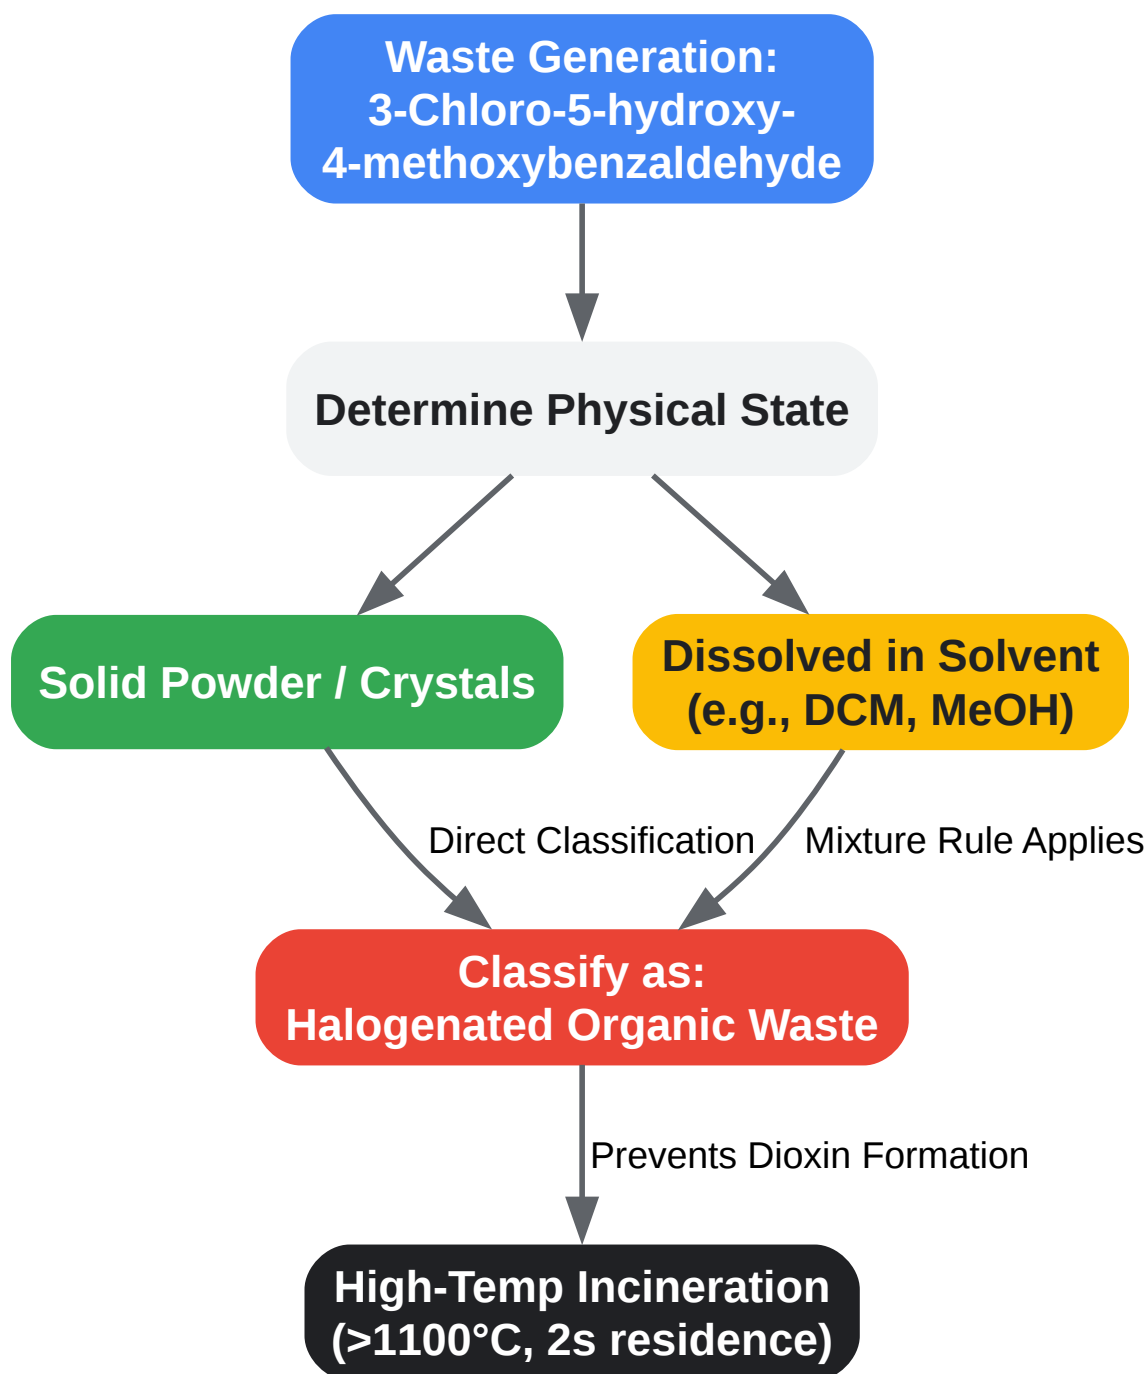 Waste Generation:
3-Chloro-5-hydroxy-
4-methoxybenzaldehyde
Determine Physical State
Solid Powder / Crystals
Dissolved in Solvent
(e.g., DCM, MeOH)
Direct Classification
Mixture Rule Applies
Classify as:
Halogenated Organic Waste
Prevents Dioxin Formation
High-Temp Incineration
(>1100°C, 2s residence)